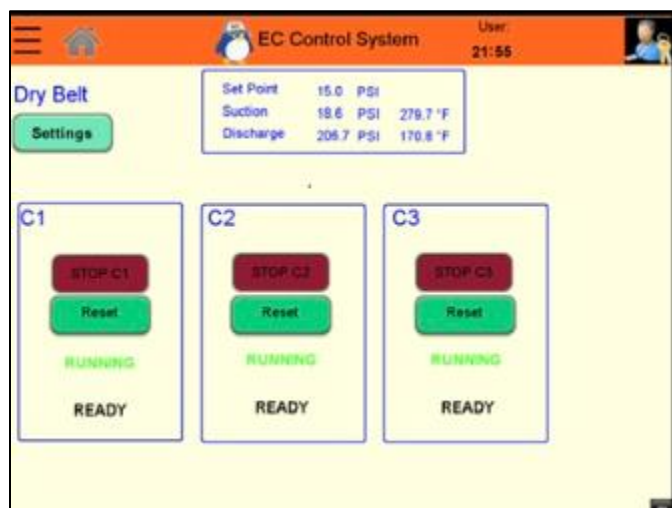 EC Control System
User:
21:55
Dry Belt
Settings
Set Point 15.0 PSI
Suction 18.6 PSI 279.7 °F
Discharge 206.7 PSI 170.8 °F
C1
STOP C1
Reset
RUNNING
READY
C2
STOP C2
Reset
RUNNING
READY
C3
STOP C3
Reset
RUNNING
READY